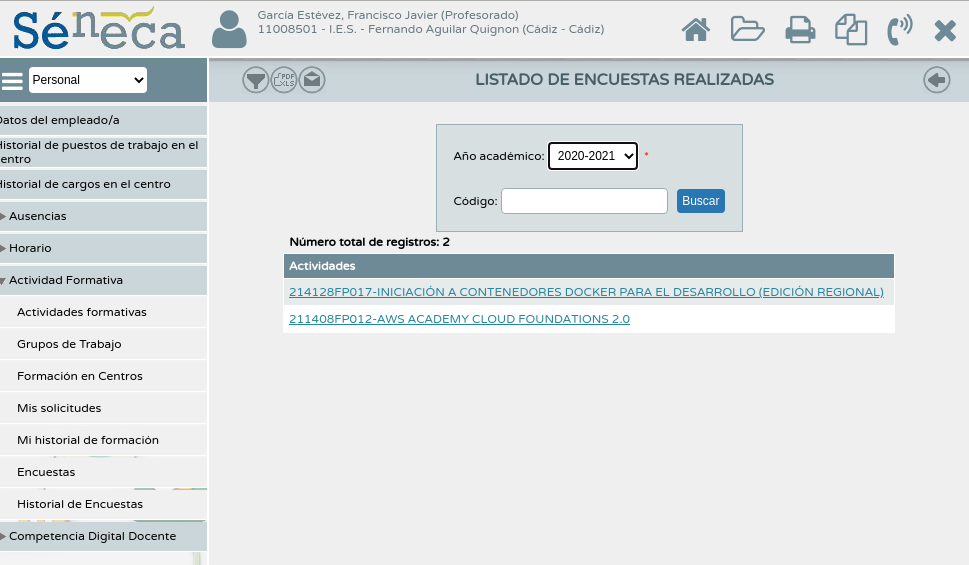 Séneca
García Estévez, Francisco Javier (Profesorado)
11008501 - I.E.S. - Fernando Aguilar Quignon (Cádiz - Cádiz)
Personal
PDF
XLS
LISTADO DE ENCUESTAS REALIZADAS
Datos del empleado/a
Historial de puestos de trabajo en el
centro
Historial de cargos en el centro
Ausencias
Horario
Actividad Formativa
Actividades formativas
Grupos de Trabajo
Formación en Centros
Mis solicitudes
Mi historial de formación
Encuestas
Historial de Encuestas
Competencia Digital Docente
Año académico: 2020-2021 *
Código: Buscar
Número total de registros: 2
Actividades
214128FP017-INICIACIÓN A CONTENEDORES DOCKER PARA EL DESARROLLO (EDICIÓN REGIONAL)
211408FP012-AWS ACADEMY CLOUD FOUNDATIONS 2.0